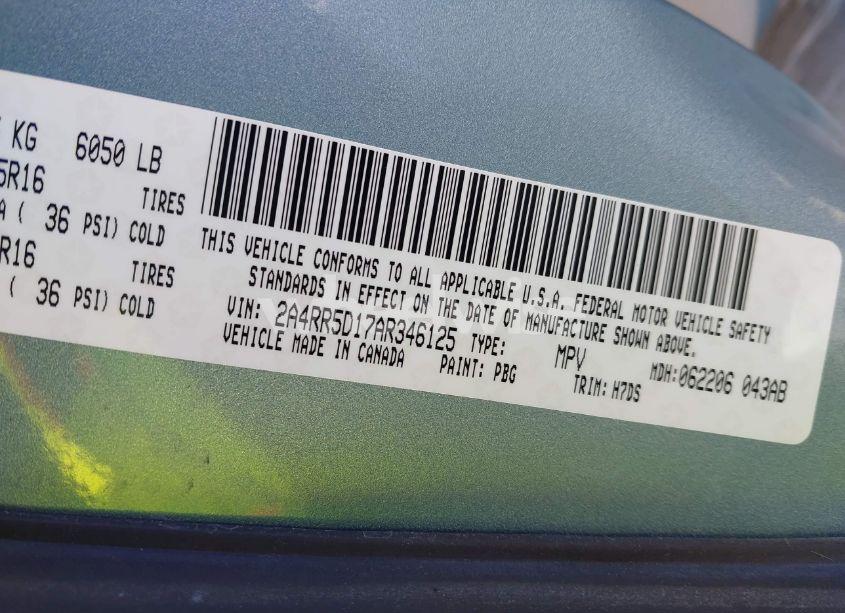 KG 6050 LB
5R16 TIRES
A ( 36 PSI) COLD
R16 TIRES
( 36 PSI) COLD
THIS VEHICLE CONFORMS TO ALL APPLICABLE U.S.A. FEDERAL MOTOR VEHICLE SAFETY
STANDARDS IN EFFECT ON THE DATE OF MANUFACTURE SHOWN ABOVE.
VIN: 2A4RR5D17AR346125 TYPE: MPV MDH:062206 043AB
VEHICLE MADE IN CANADA PAINT: PBG TRIM: H7DS